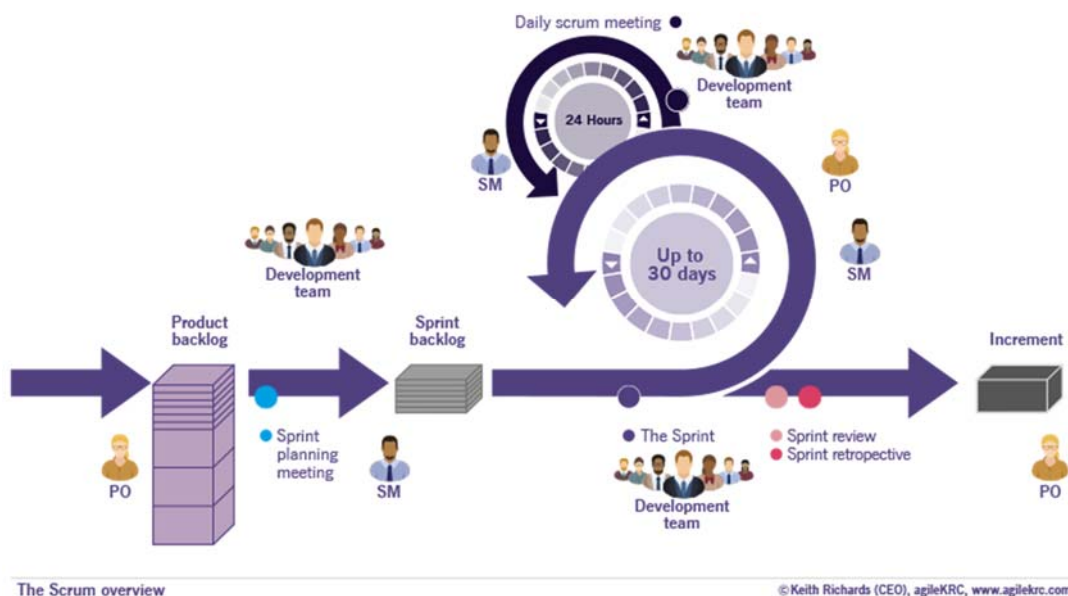 Daily scrum meeting
Development
team
24 Hours
SM
PO
Development
team
Up to
30 days
SM
Product
backlog
Sprint
backlog
Increment
Sprint
planning
meeting
PO
SM
The Sprint
Sprint review
Sprint retropective
Development
team
PO
The Scrum overview
© Keith Richards (CEO), agileKRC, www.agilekrc.com